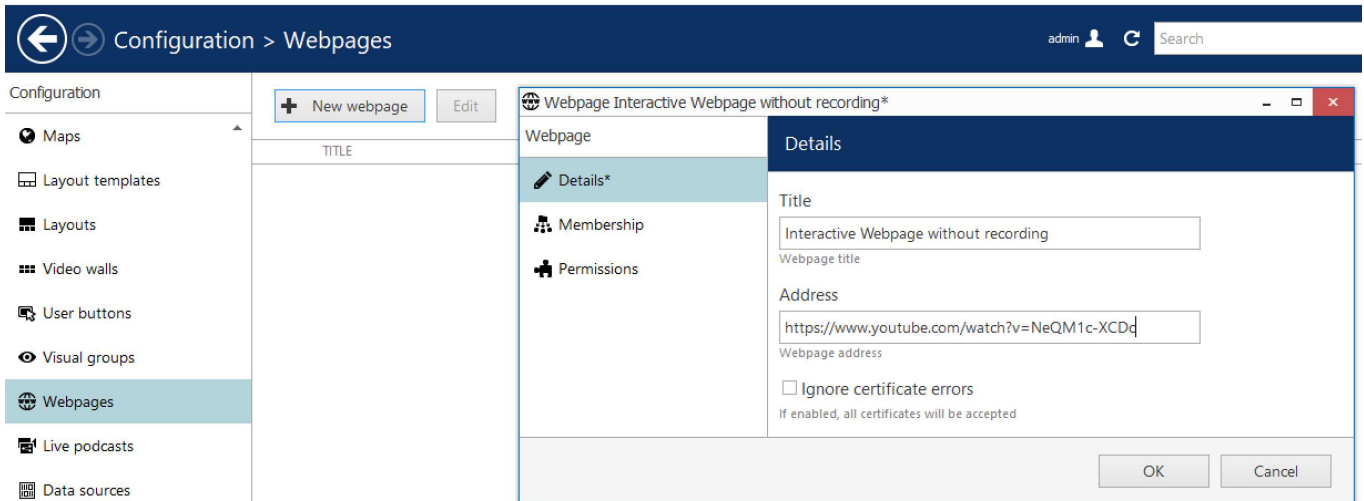 Configuration > Webpages
admin
Search
Configuration
Maps
Layout templates
Layouts
Video walls
User buttons
Visual groups
Webpages
Live podcasts
Data sources
New webpage
Edit
TITLE
Webpage Interactive Webpage without recording*
Webpage
Details*
Membership
Permissions
Details
Title
Interactive Webpage without recording
Webpage title
Address
https://www.youtube.com/watch?v=NeQM1c-XCDc
Webpage address
Ignore certificate errors
If enabled, all certificates will be accepted
OK
Cancel